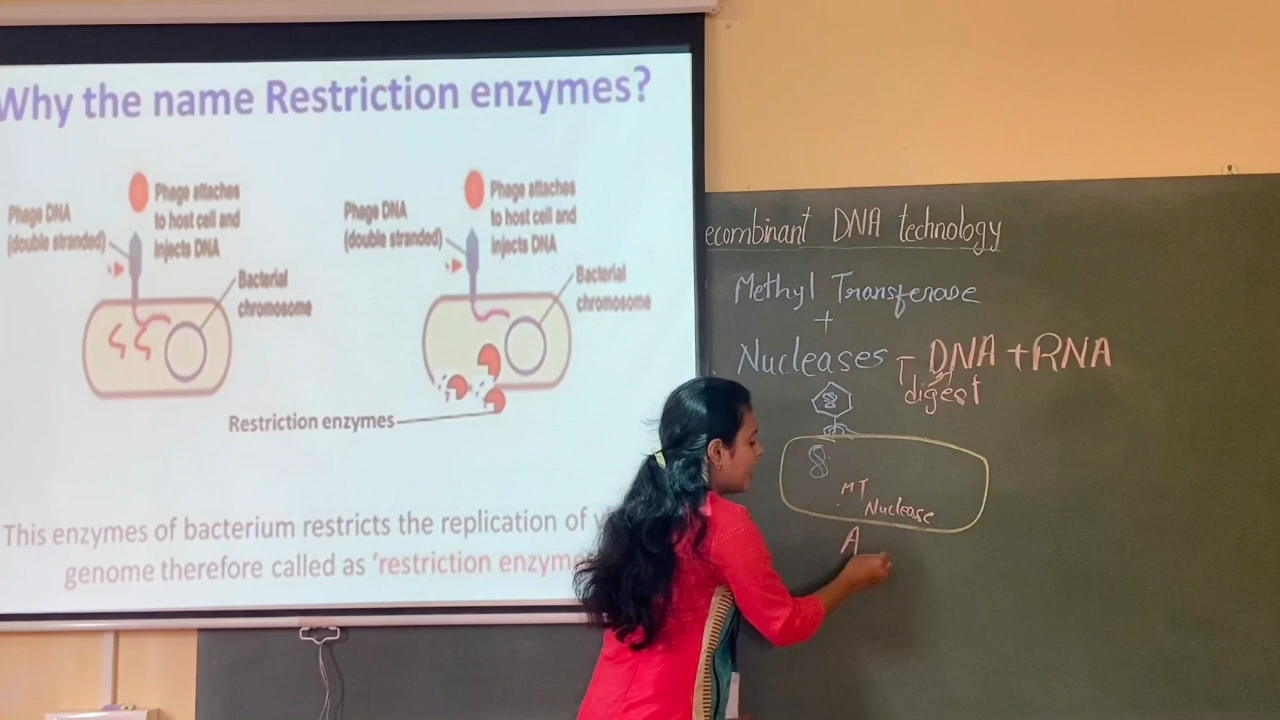 Why the name Restriction enzymes?
Phage DNA
(double stranded)
Phage attaches
to host cell and
injects DNA
Bacterial
chromosome
Phage DNA
(double stranded)
Phage attaches
to host cell and
injects DNA
Bacterial
chromosome
Restriction enzymes
This enzymes of bacterium restricts the replication of
genome therefore called as 'restriction enzyme
ecombinant DNA technology
Methyl Transferase
+
Nucleases DNA + RNA
digest
MT
Nuclease
A